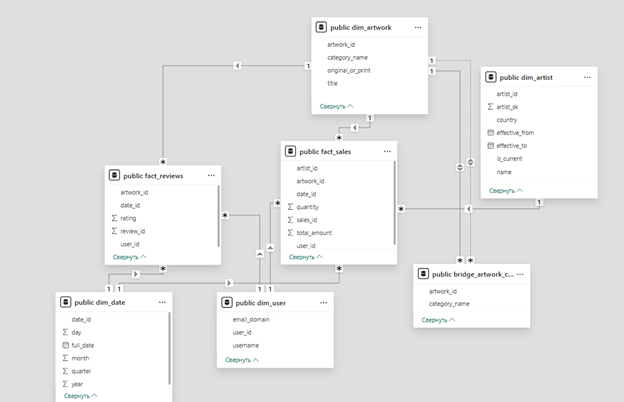 public dim_artwork
artwork_id
category_name
original_or_print
title
Свернуть
public dim_artist
artist_id
artist_sk
country
effective_from
effective_to
is_current
name
Свернуть
public fact_reviews
artwork_id
date_id
rating
review_id
user_id
Свернуть
public fact_sales
artist_id
artwork_id
date_id
quantity
sales_id
total_amount
user_id
Свернуть
public dim_date
date_id
day
full_date
month
quarter
year
Свернуть
public dim_user
email_domain
user_id
username
Свернуть
public bridge_artwork_c...
artwork_id
category_name
Свернуть
1
1
1
1
1
1
1
1
1
*
*
*
*
*
*
*
*